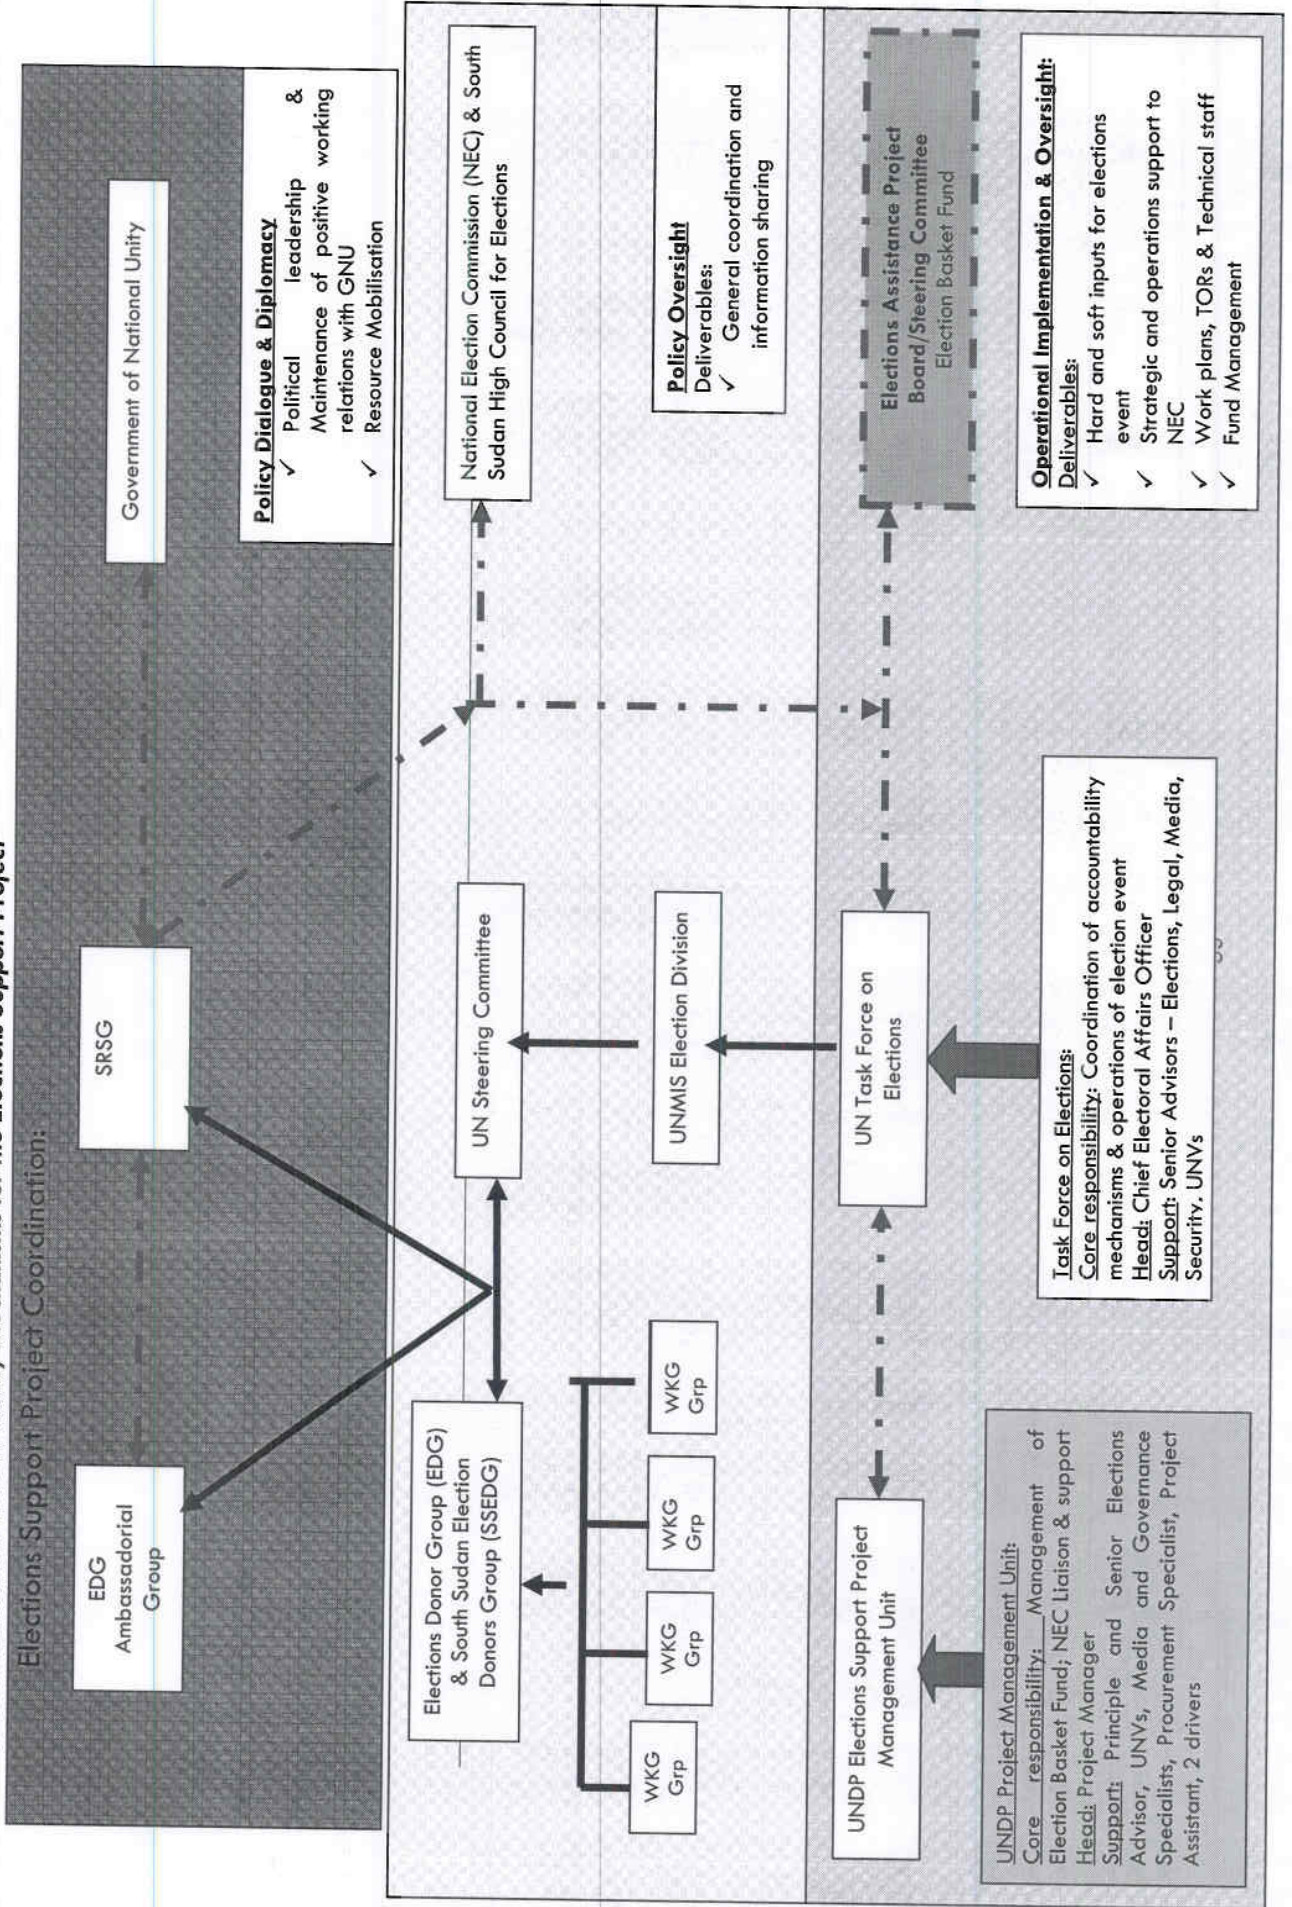 Elections Support Project
Elections Support Project Coordination:
EDG
Ambassadorial
Group
SRSG
Government of National Unity
Policy Dialogue & Diplomacy
✓ Political leadership &
Maintenance of positive working
relations with GNU
✓ Resource Mobilisation
Elections Donor Group (EDG)
& South Sudan Election
Donors Group (SSEDG)
UN Steering Committee
National Election Commission (NEC) & South
Sudan High Council for Elections
WKG
Grp
WKG
Grp
WKG
Grp
WKG
Grp
UNMIS Election Division
Policy Oversight
Deliverables:
✓ General coordination and
information sharing
UNDP Elections Support Project
Management Unit
UN Task Force on
Elections
Elections Assistance Project
Board/Steering Committee
Election Basket Fund
UNDP Project Management Unit:
Core responsibility: Management of
Election Basket Fund; NEC Liaison & support
Head: Project Manager
Support: Principle and Senior Elections
Advisor, UNVs, Media and Governance
Specialists, Procurement Specialist, Project
Assistant, 2 drivers
Task Force on Elections:
Core responsibility: Coordination of accountability
mechanisms & operations of election event
Head: Chief Electoral Affairs Officer
Support: Senior Advisors – Elections, Legal, Media,
Security, UNVs
Operational Implementation & Oversight:
Deliverables:
✓ Hard and soft inputs for elections
event
✓ Strategic and operations support to
NEC
✓ Work plans, TORs & Technical staff
✓ Fund Management